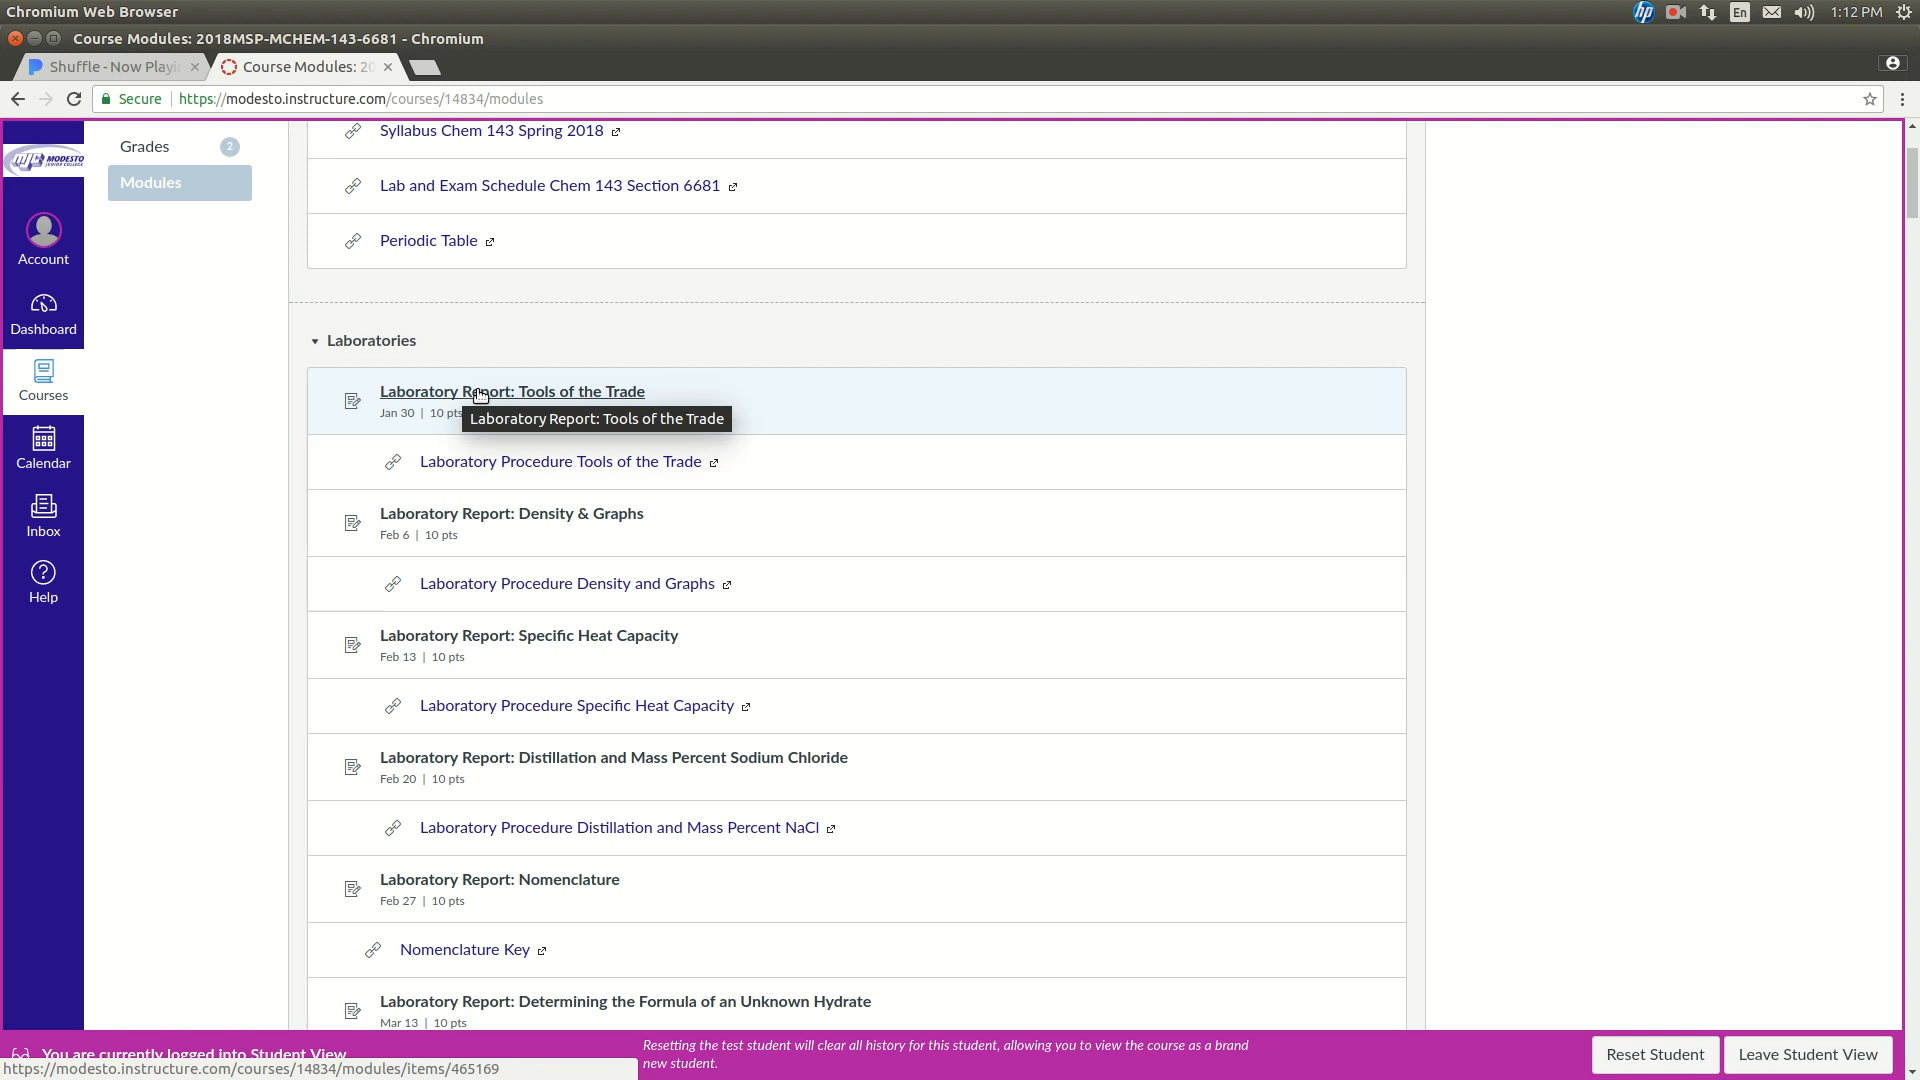 Chromium Web Browser
hp
En
1:12 PM
Course Modules: 2018MSP-MCHEM-143-6681 - Chromium
Shuffle - Now Playi
Course Modules: 20
Secure
https://modesto.instructure.com/courses/14834/modules
MJC MODESTO
JUNIOR COLLEGE
Account
Dashboard
Courses
Calendar
Inbox
Help
Grades 2
Modules
Syllabus Chem 143 Spring 2018
Lab and Exam Schedule Chem 143 Section 6681
Periodic Table
Laboratories
Laboratory Report: Tools of the Trade
Jan 30 | 10 pts
Laboratory Report: Tools of the Trade
Laboratory Procedure Tools of the Trade
Laboratory Report: Density & Graphs
Feb 6 | 10 pts
Laboratory Procedure Density and Graphs
Laboratory Report: Specific Heat Capacity
Feb 13 | 10 pts
Laboratory Procedure Specific Heat Capacity
Laboratory Report: Distillation and Mass Percent Sodium Chloride
Feb 20 | 10 pts
Laboratory Procedure Distillation and Mass Percent NaCl
Laboratory Report: Nomenclature
Feb 27 | 10 pts
Nomenclature Key
Laboratory Report: Determining the Formula of an Unknown Hydrate
Mar 13 | 10 pts
You are currently logged into Student View
Resetting the test student will clear all history for this student, allowing you to view the course as a brand
new student.
Reset Student
Leave Student View
https://modesto.instructure.com/courses/14834/modules/items/465169